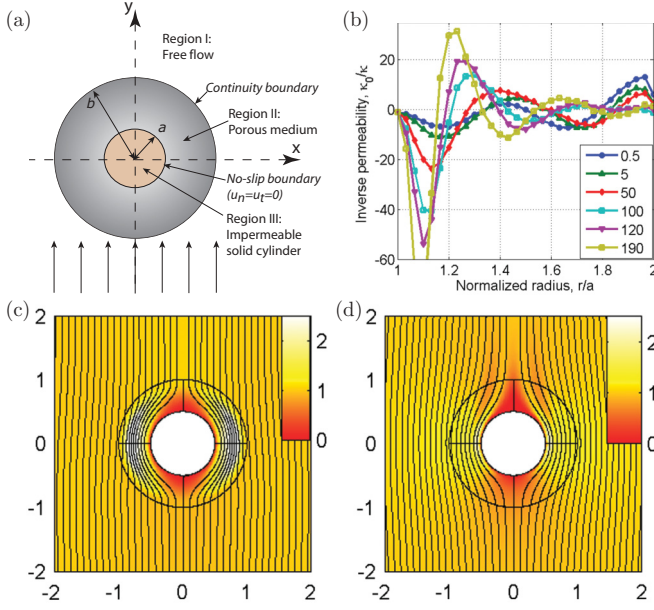 (a)
y
Region I:
Free flow
Continuity boundary
b
a
Region II:
Porous medium
x
No-slip boundary
(un=ut=0)
Region III:
Impermeable
solid cylinder
(b)
Inverse permeability, κ0/κ
20
0
-20
-40
-60
0.5
5
50
100
120
190
1
1.2
1.4
1.6
1.8
2
Normalized radius, r/a
(c)
2
1
0
-1
-2
-2
-1
0
1
2
2
1
0
(d)
2
1
0
-1
-2
-2
-1
0
1
2
2
1
0